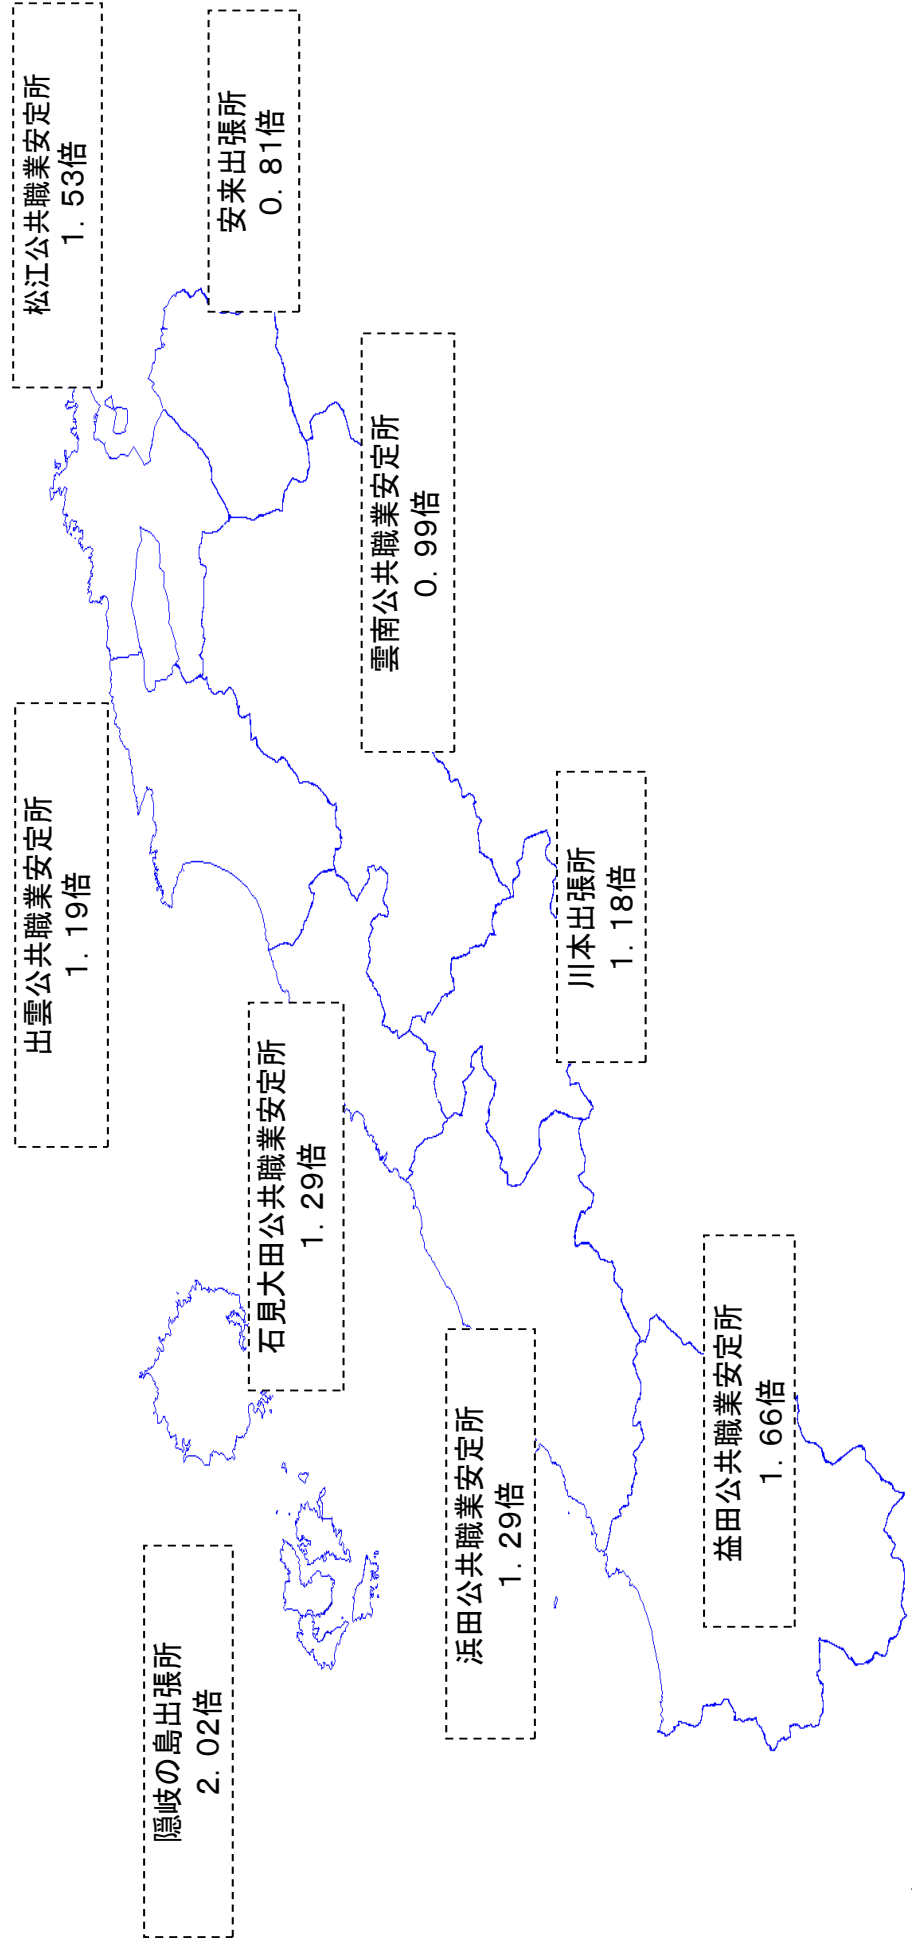 隠岐の島出張所
2. 02倍
出雲公共職業安定所
1. 19倍
松江公共職業安定所
1. 53倍
安来出張所
0. 81倍
石見大田公共職業安定所
1. 29倍
雲南公共職業安定所
0. 99倍
浜田公共職業安定所
1. 29倍
川本出張所
1. 18倍
益田公共職業安定所
1. 66倍